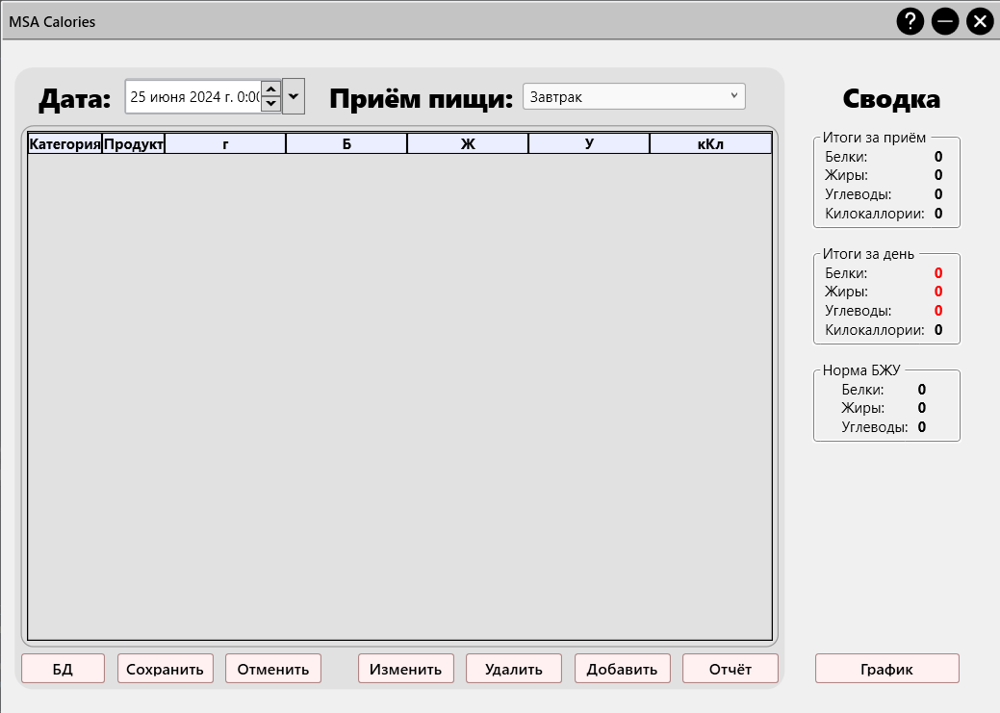 MSA Calories
Дата: 25 июня 2024 г. 0:00 Приём пищи: Завтрак
Сводка
Категория Продукт г Б Ж У кКл
Итоги за приём
Белки: 0
Жиры: 0
Углеводы: 0
Килокаллории: 0
Итоги за день
Белки: 0
Жиры: 0
Углеводы: 0
Килокаллории: 0
Норма БЖУ
Белки: 0
Жиры: 0
Углеводы: 0
БД Сохранить Отменить Изменить Удалить Добавить Отчёт График